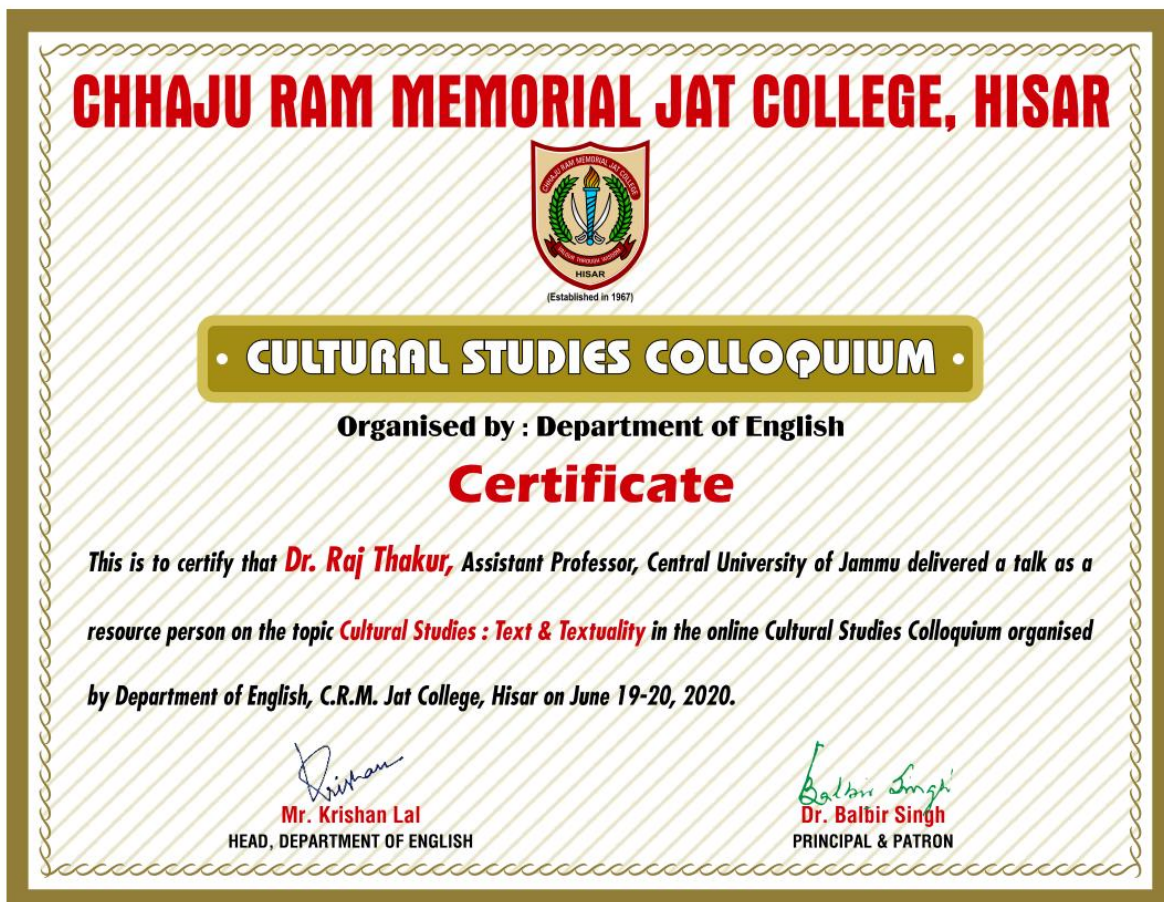 CHHAJU RAM MEMORIAL JAT COLLEGE, HISAR
CHHAJU RAM MEMORIAL JAT COLLEGE
VALOUR THROUGH WISDOM
HISAR
(Established in 1967)
• CULTURAL STUDIES COLLOQUIUM •
Organised by : Department of English
Certificate
This is to certify that Dr. Raj Thakur, Assistant Professor, Central University of Jammu delivered a talk as a
resource person on the topic Cultural Studies : Text & Textuality in the online Cultural Studies Colloquium organised
by Department of English, C.R.M. Jat College, Hisar on June 19-20, 2020.
Krishan
Balbir Singh
Mr. Krishan Lal
Dr. Balbir Singh
HEAD, DEPARTMENT OF ENGLISH
PRINCIPAL & PATRON